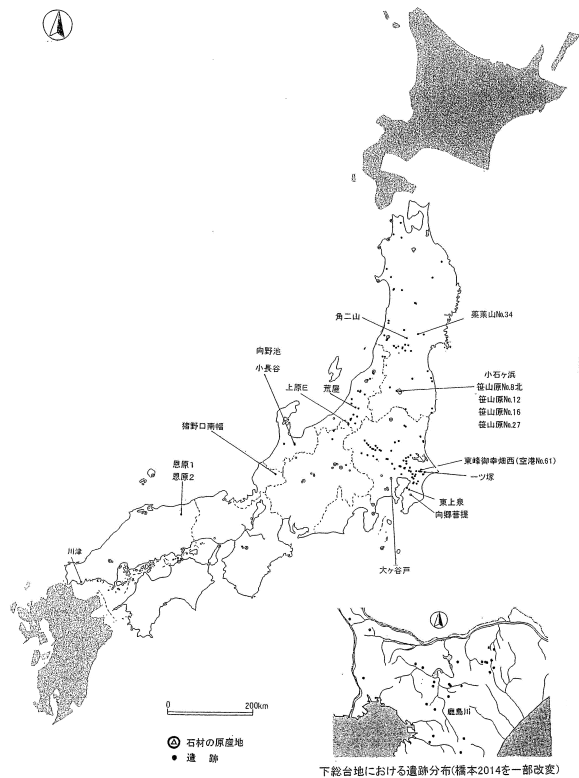 角二山
薬莱山No.34
向野池
小長谷
小石ヶ浜
笹山原No.8北
笹山原No.12
笹山原No.16
笹山原No.27
上原E
荒屋
猪野口南幅
東峰御幸畑西(空港No.61)
一ツ塚
恩原1
恩原2
東上泉
向郷菩提
川津
大ヶ谷戸
0
200km
石材の原産地
遺 跡
鹿島川
下総台地における遺跡分布(橋本2014を一部改変)